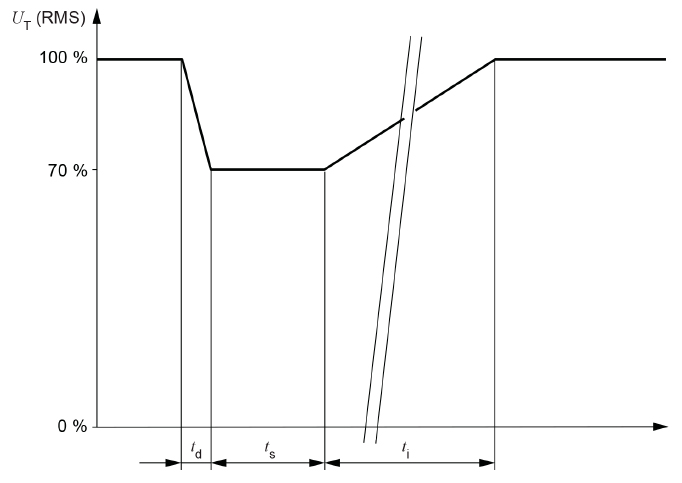 U_T (RMS)
100 %
70 %
0 %
t_d t_s t_i